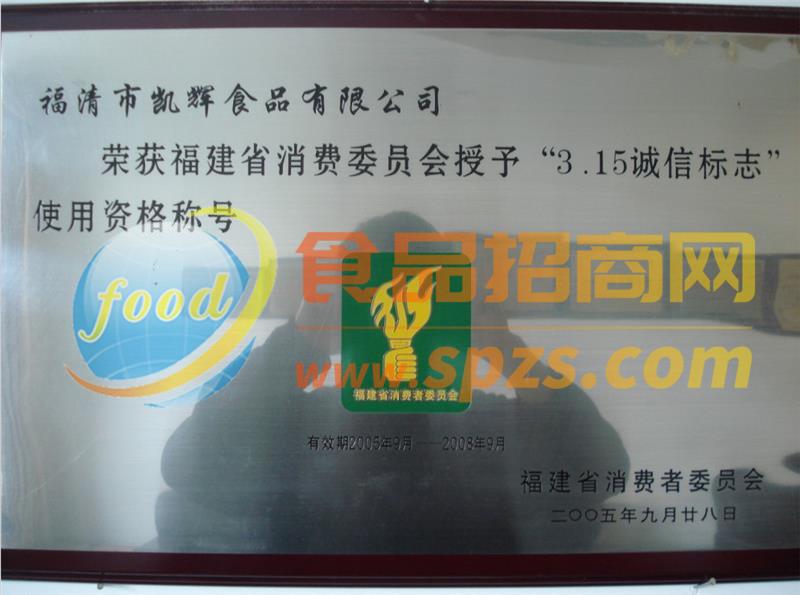 福清市凯辉食品有限公司
荣获福建省消费委员会授予“3.15诚信标志”
使用资格称号
food
食品招商网
www.spzs.com
福建省消费者委员会
有效期2005年9月——2008年9月
福建省消费者委员会
二〇〇五年九月廿八日